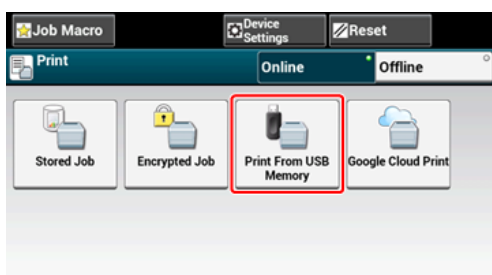 Job Macro
Device
Settings
Reset
Print
Online
Offline
Stored Job
Encrypted Job
Print From USB
Memory
Google Cloud Print